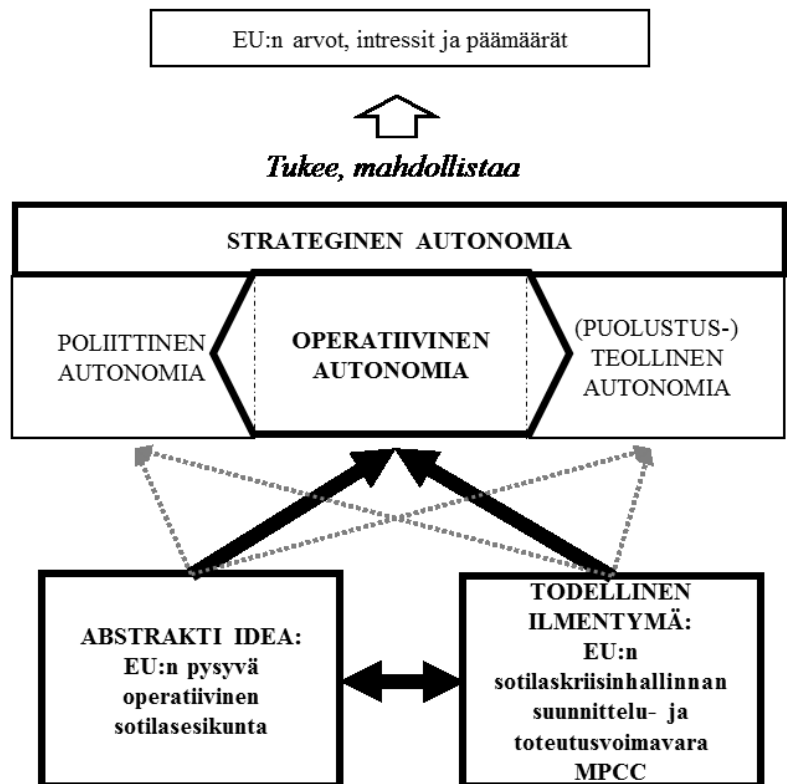 EU:n arvot, intressit ja päämäärät
Tukee, mahdollistaa
STRATEGINEN AUTONOMIA
POLIITTINEN
AUTONOMIA
OPERATIIVINEN
AUTONOMIA
(PUOLUSTUS-)
TEOLLINEN
AUTONOMIA
ABSTRAKTI IDEA:
EU:n pysyvä
operatiivinen
sotilasesikunta
TODELLINEN
ILMENTYMÄ:
EU:n
sotilaskriisinhallinnan
suunnittelu- ja
toteutusvoimavara
MPCC